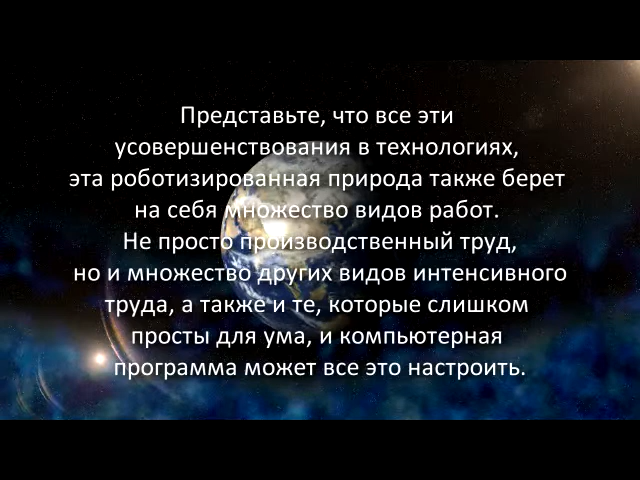 Представьте, что все эти
усовершенствования в технологиях,
эта роботизированная природа также берет
на себя множество видов работ.
Не просто производственный труд,
но и множество других видов интенсивного
труда, а также и те, которые слишком
просты для ума, и компьютерная
программа может все это настроить.